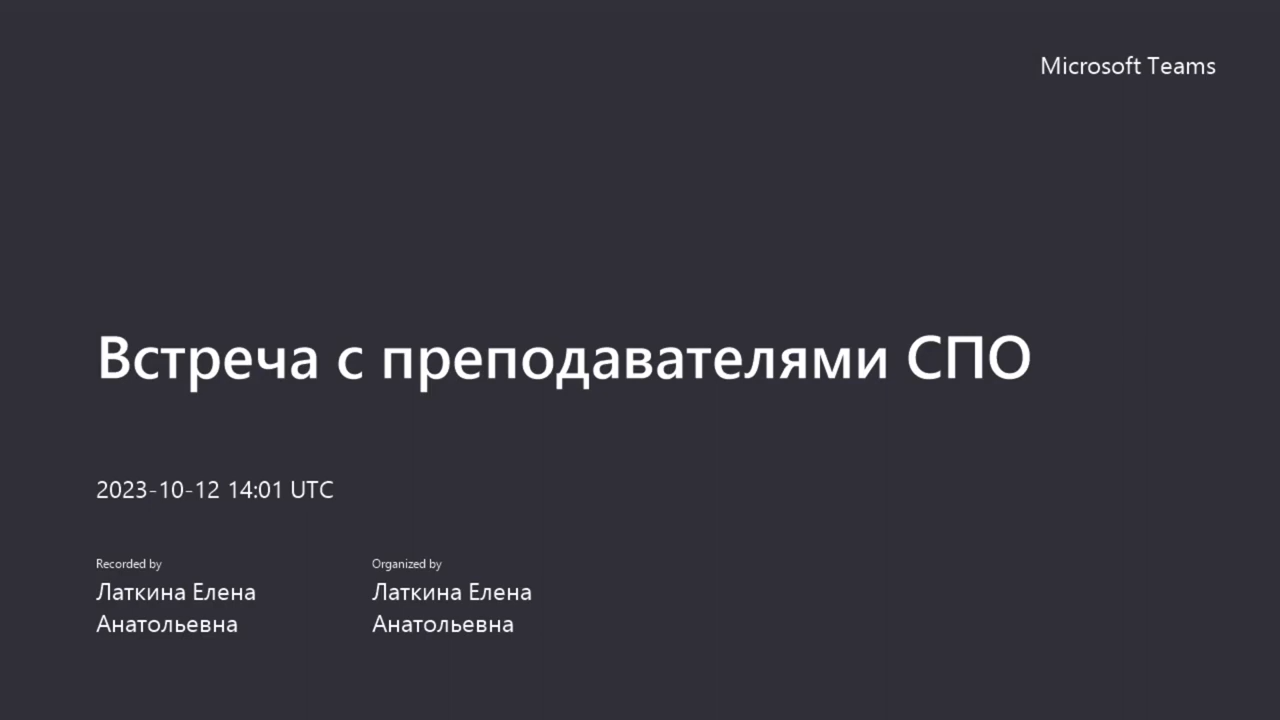 Microsoft Teams
Встреча с преподавателями СПО
2023-10-12 14:01 UTC
Recorded by
Латкина Елена
Анатольевна
Organized by
Латкина Елена
Анатольевна